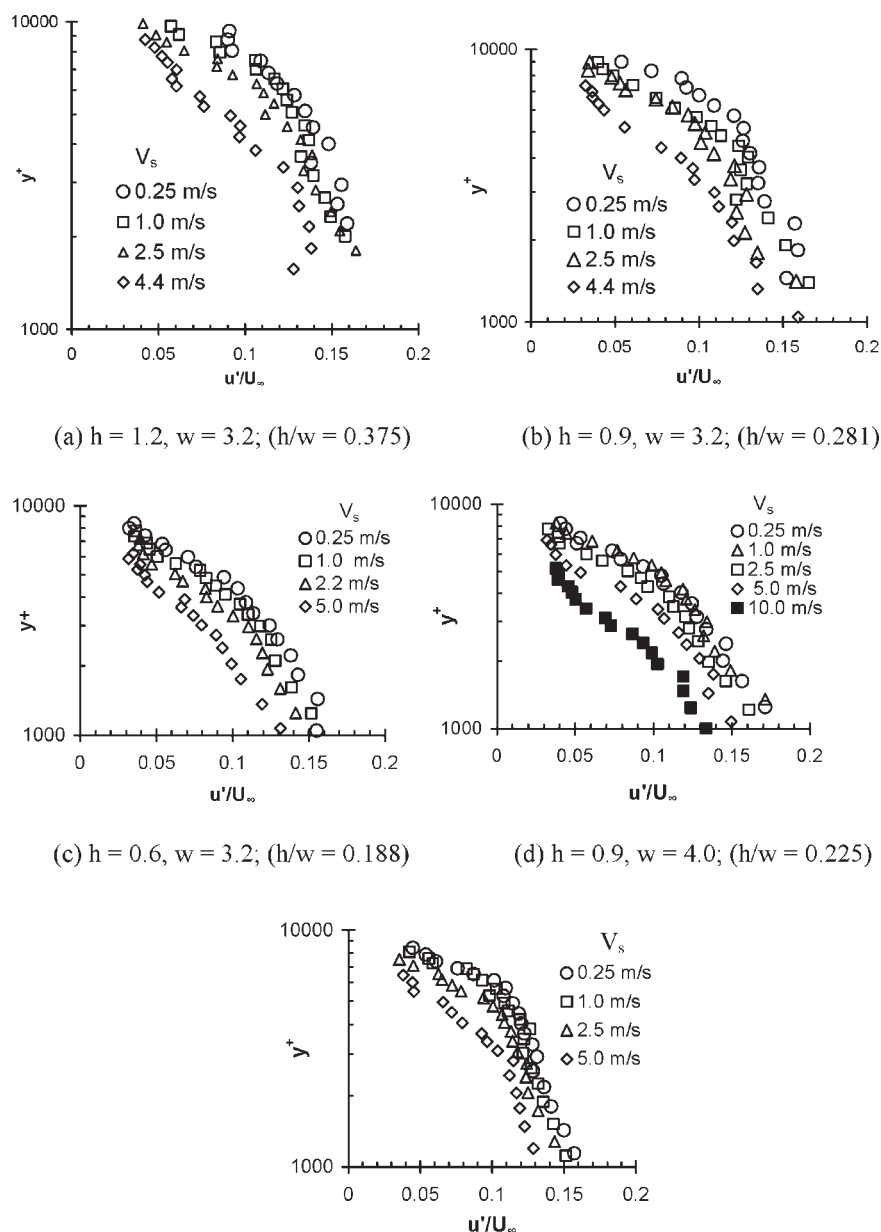 10000
y+
1000
V_s
0.25 m/s
1.0 m/s
2.5 m/s
4.4 m/s
0 0.05 0.1 0.15 0.2
u'/U∞
(a) h = 1.2, w = 3.2; (h/w = 0.375)
10000
y+
1000
V_s
0.25 m/s
1.0 m/s
2.5 m/s
4.4 m/s
0 0.05 0.1 0.15 0.2
u'/U∞
(b) h = 0.9, w = 3.2; (h/w = 0.281)
10000
y+
1000
V_s
0.25 m/s
1.0 m/s
2.2 m/s
5.0 m/s
0 0.05 0.1 0.15 0.2
u'/U∞
(c) h = 0.6, w = 3.2; (h/w = 0.188)
10000
y+
1000
V_s
0.25 m/s
1.0 m/s
2.5 m/s
5.0 m/s
10.0 m/s
0 0.05 0.1 0.15 0.2
u'/U∞
(d) h = 0.9, w = 4.0; (h/w = 0.225)
10000
y+
1000
V_s
0.25 m/s
1.0 m/s
2.5 m/s
5.0 m/s
0 0.05 0.1 0.15 0.2
u'/U∞